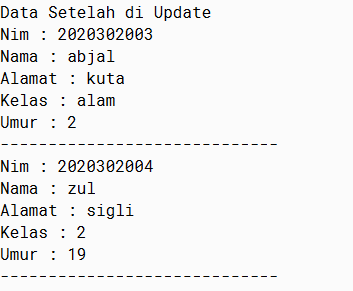 Data Setelah di Update
Nim : 2020302003
Nama : abjal
Alamat : kuta
Kelas : alam
Umur : 2
-----------------------------
Nim : 2020302004
Nama : zul
Alamat : sigli
Kelas : 2
Umur : 19
-----------------------------